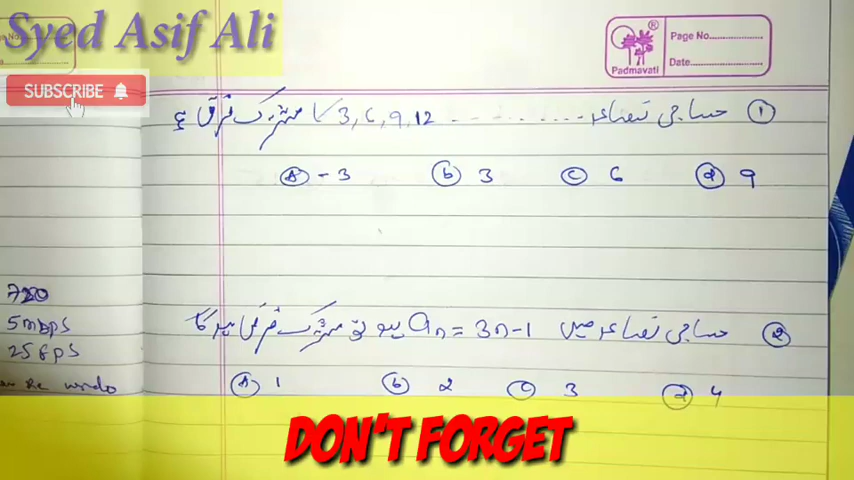 Syed Asif Ali
SUBSCRIBE
Padmavati
Page No
Date
① حسابی تصاعد 3, 6, 9, 12 ........... کا مشترک فرق ہے
Ⓐ -3 ⓑ 3 ⓒ 6 ⓓ 9
② حسابی تصاعد میں an = 3n-1 ہو تو مشترک فرق ہوگا
Ⓐ 1 ⓑ 2 ⓒ 3 ⓓ 4
720
5mbps
25fps
DON'T FORGET